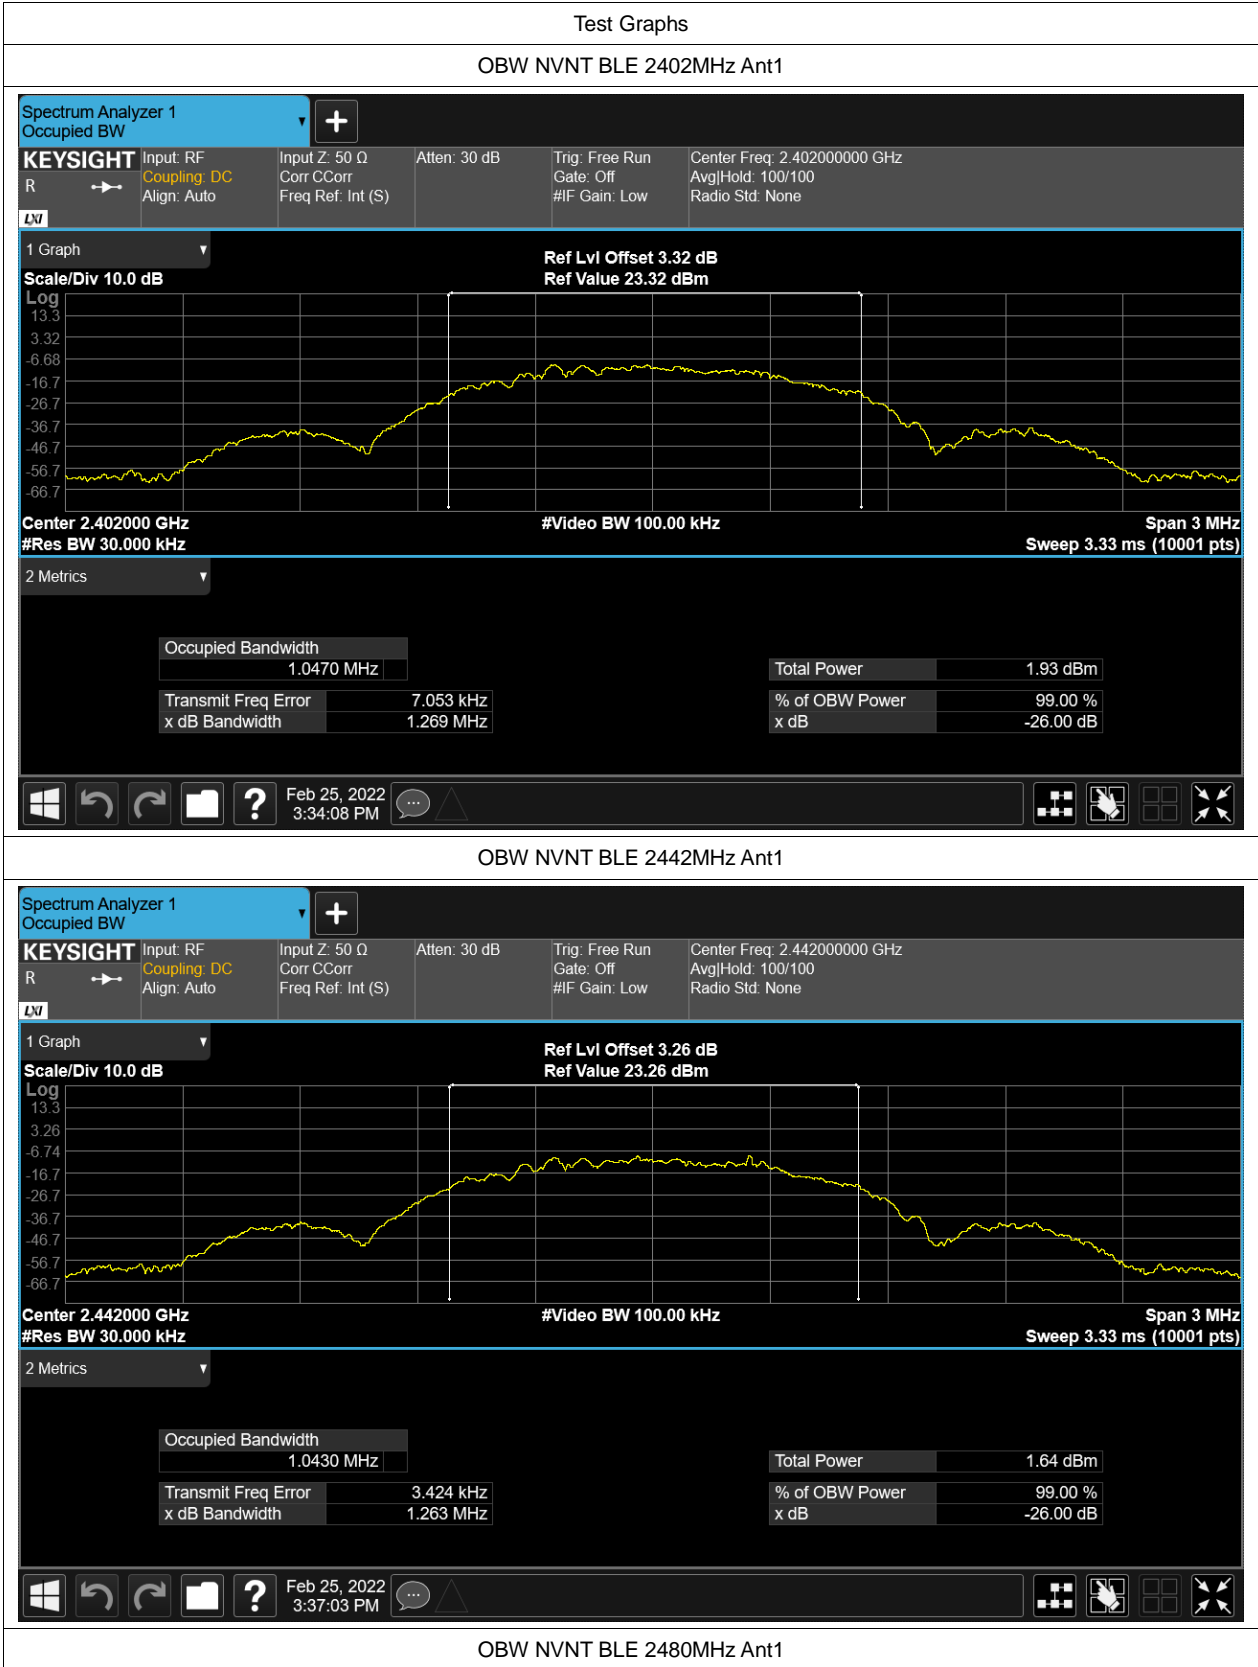 Test Graphs
OBW NVNT BLE 2402MHz Ant1
Spectrum Analyzer 1
Occupied BW
KEYSIGHT Input: RF Input Z: 50 Ω Atten: 30 dB Trig: Free Run Center Freq: 2.402000000 GHz
R Coupling: DC Corr CCorr Gate: Off Avg|Hold: 100/100
Align: Auto Freq Ref: Int (S) #IF Gain: Low Radio Std: None
LXI
1 Graph
Ref Lvl Offset 3.32 dB
Scale/Div 10.0 dB Ref Value 23.32 dBm
Log
13.3
3.32
-6.68
-16.7
-26.7
-36.7
-46.7
-56.7
-66.7
Center 2.402000 GHz #Video BW 100.00 kHz Span 3 MHz
#Res BW 30.000 kHz Sweep 3.33 ms (10001 pts)
2 Metrics
Occupied Bandwidth
1.0470 MHz Total Power 1.93 dBm
Transmit Freq Error 7.053 kHz % of OBW Power 99.00 %
x dB Bandwidth 1.269 MHz x dB -26.00 dB
Feb 25, 2022
3:34:08 PM
OBW NVNT BLE 2442MHz Ant1
Spectrum Analyzer 1
Occupied BW
KEYSIGHT Input: RF Input Z: 50 Ω Atten: 30 dB Trig: Free Run Center Freq: 2.442000000 GHz
R Coupling: DC Corr CCorr Gate: Off Avg|Hold: 100/100
Align: Auto Freq Ref: Int (S) #IF Gain: Low Radio Std: None
LXI
1 Graph
Ref Lvl Offset 3.26 dB
Scale/Div 10.0 dB Ref Value 23.26 dBm
Log
13.3
3.26
-6.74
-16.7
-26.7
-36.7
-46.7
-56.7
-66.7
Center 2.442000 GHz #Video BW 100.00 kHz Span 3 MHz
#Res BW 30.000 kHz Sweep 3.33 ms (10001 pts)
2 Metrics
Occupied Bandwidth
1.0430 MHz Total Power 1.64 dBm
Transmit Freq Error 3.424 kHz % of OBW Power 99.00 %
x dB Bandwidth 1.263 MHz x dB -26.00 dB
Feb 25, 2022
3:37:03 PM
OBW NVNT BLE 2480MHz Ant1